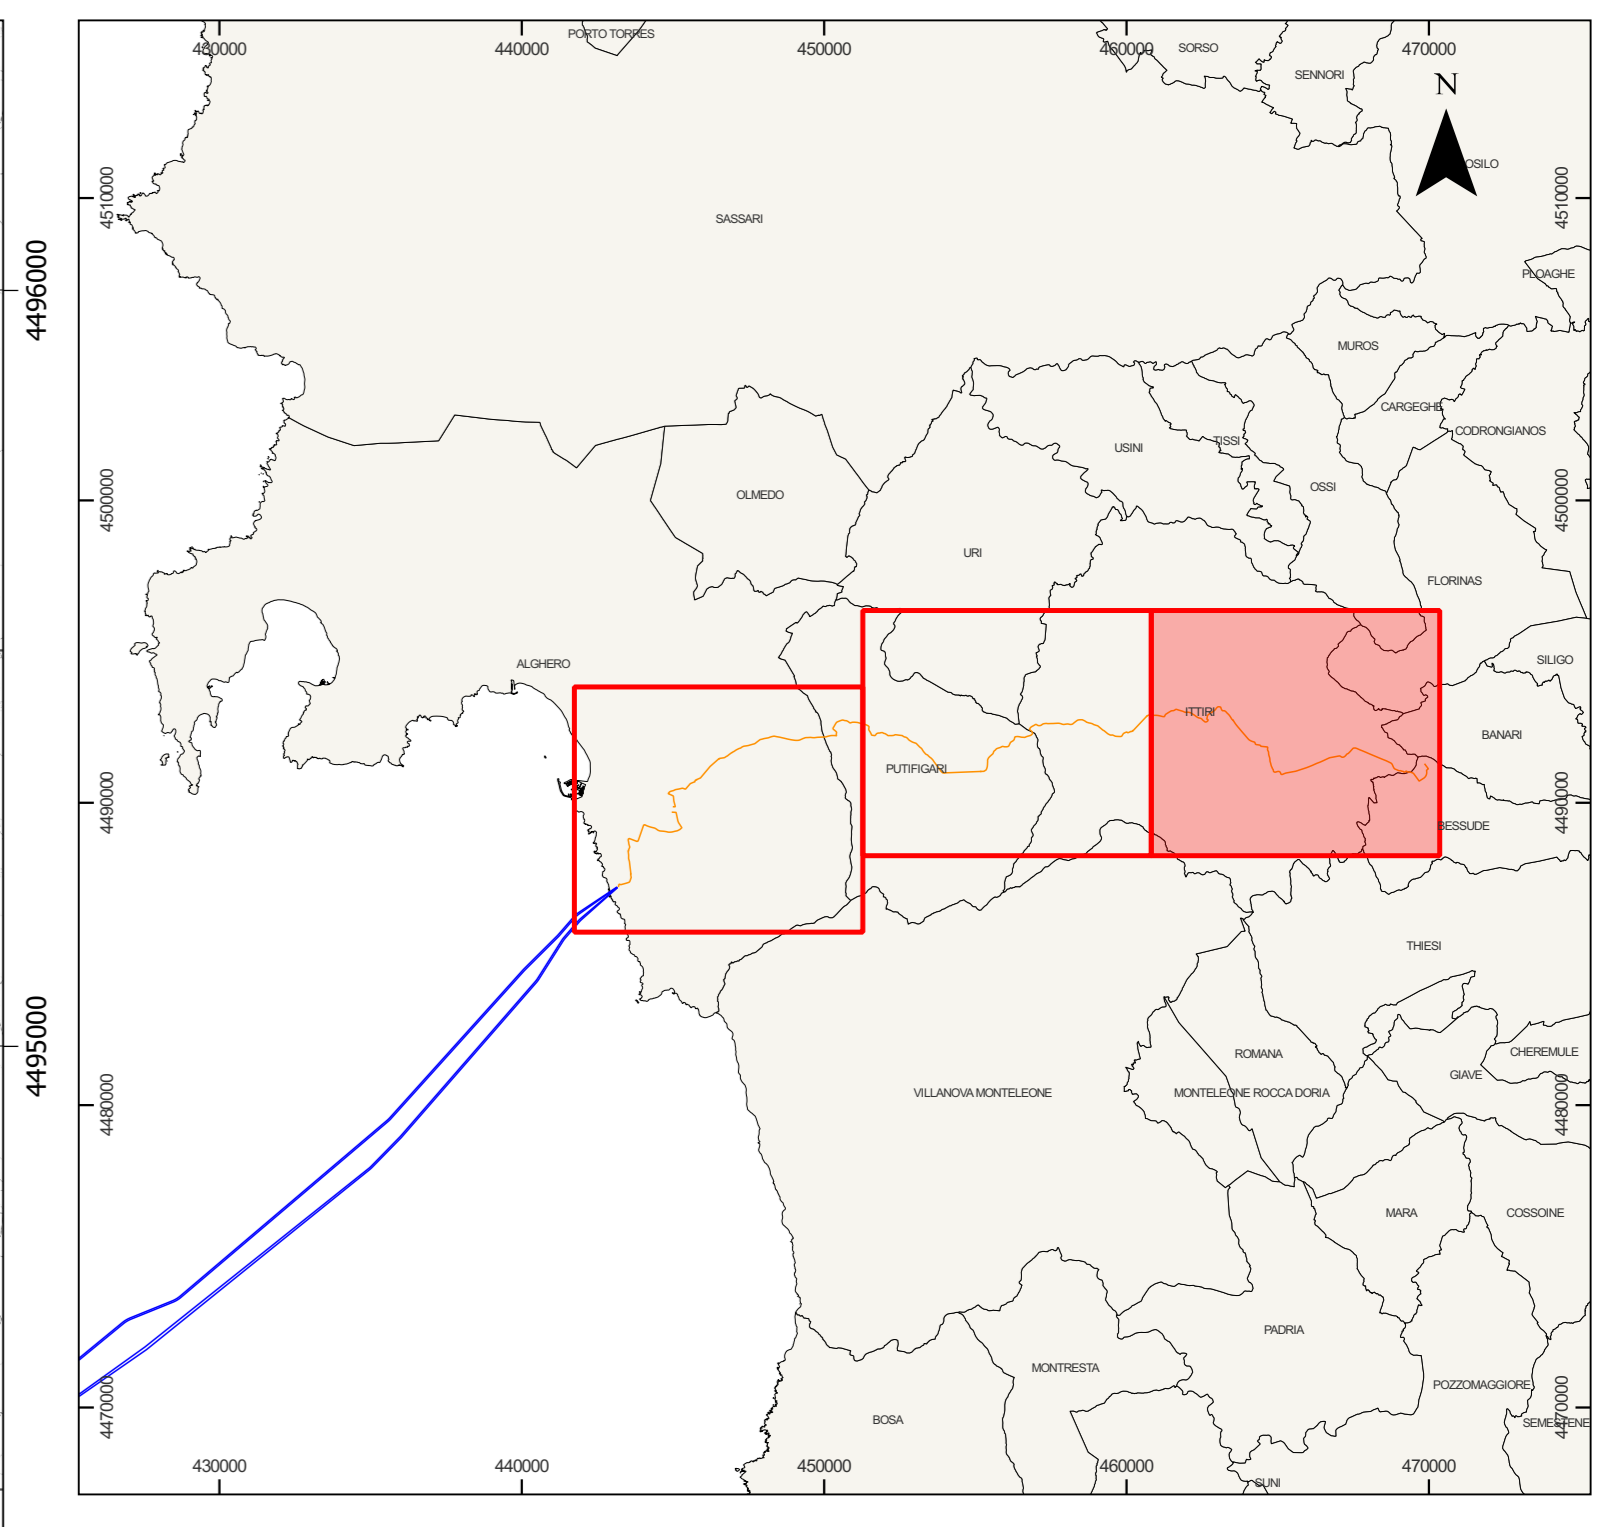 430000 440000 450000 460000 470000
PORTO TORRES
SORSO
SENNORI
N
OSILO
4510000 4510000
SASSARI
4496000
PLOAGHE
MUROS
CARGEGHE
CODRONGIANOS
TISSI
USINI
OSSI
OLMEDO
4500000 4500000
URI
FLORINAS
ALGHERO
SILIGO
ITTIRI
BANARI
PUTIFIGARI
4490000 4490000
BESSUDE
THIESI
4495000
ROMANA
CHEREMULE
GIAVE
VILLANOVA MONTELEONE
MONTELEONE ROCCA DORIA
4480000 4480000
MARA
COSSOINE
PADRIA
MONTRESTA
POZZOMAGGIORE
BOSA
SEMESTENE
4470000 4470000
430000 440000 450000 460000 470000
SUNI